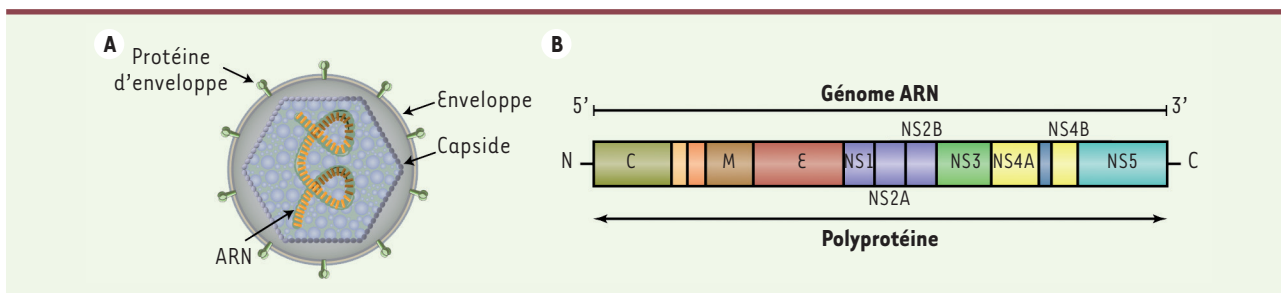 A
Protéine
d'enveloppe
Enveloppe
Capside
ARN
B
Génome ARN
5' 3'
NS2B NS4B
N C M E NS1 NS3 NS4A NS5 C
NS2A
Polyprotéine